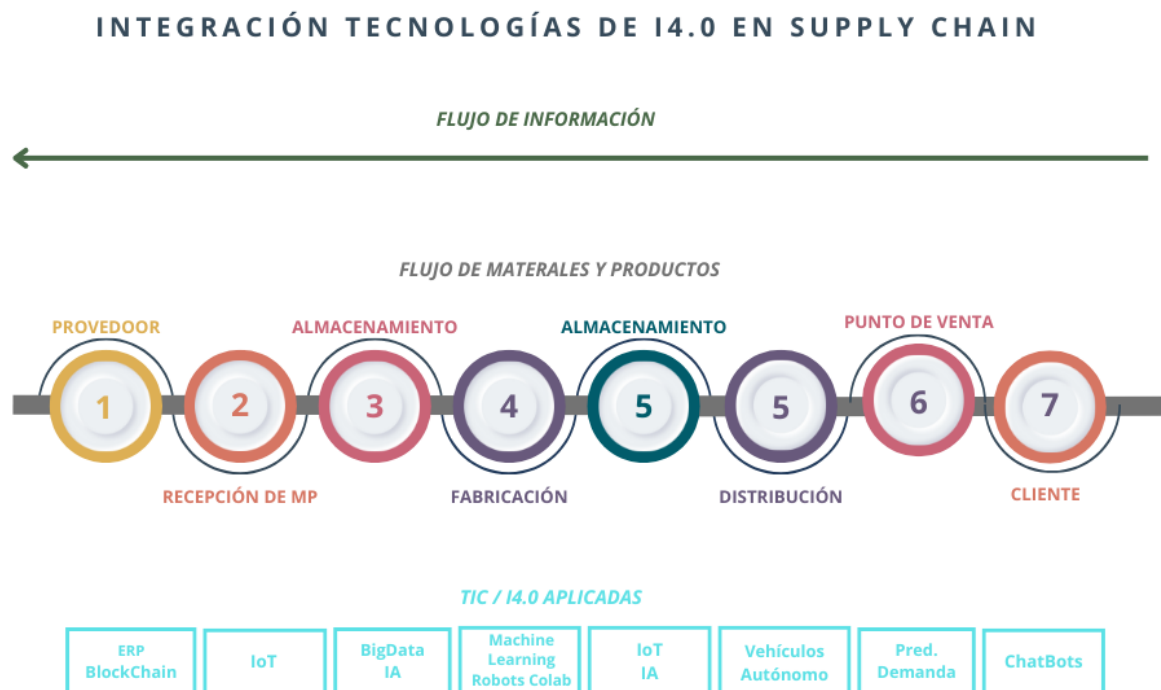 INTEGRACIÓN TECNOLOGÍAS DE I4.0 EN SUPPLY CHAIN
FLUJO DE INFORMACIÓN
FLUJO DE MATERIALES Y PRODUCTOS
PROVEDOOR
ALMACENAMIENTO
ALMACENAMIENTO
PUNTO DE VENTA
1
2
3
4
5
5
6
7
RECEPCIÓN DE MP
FABRICACIÓN
DISTRIBUCIÓN
CLIENTE
TIC / I4.0 APLICADAS
ERP
BlockChain
IoT
BigData
IA
Machine
Learning
Robots Colab
IoT
IA
Vehículos
Autónomo
Pred.
Demanda
ChatBots